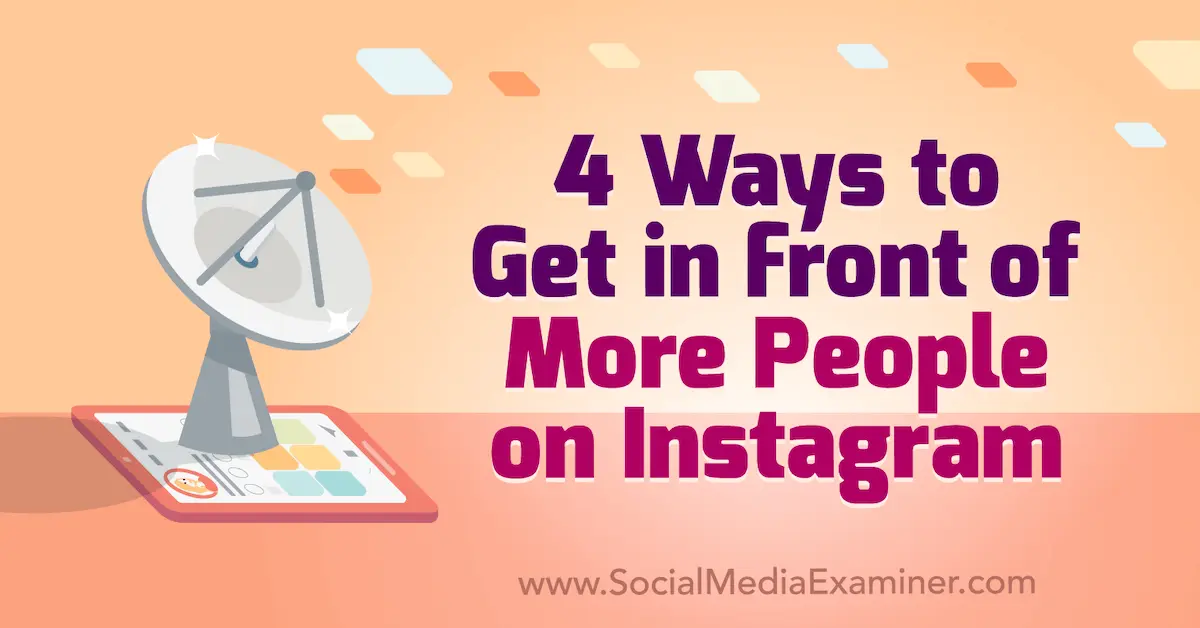 4 Ways to
Get in Front of
More People
on Instagram
www.SocialMediaExaminer.com